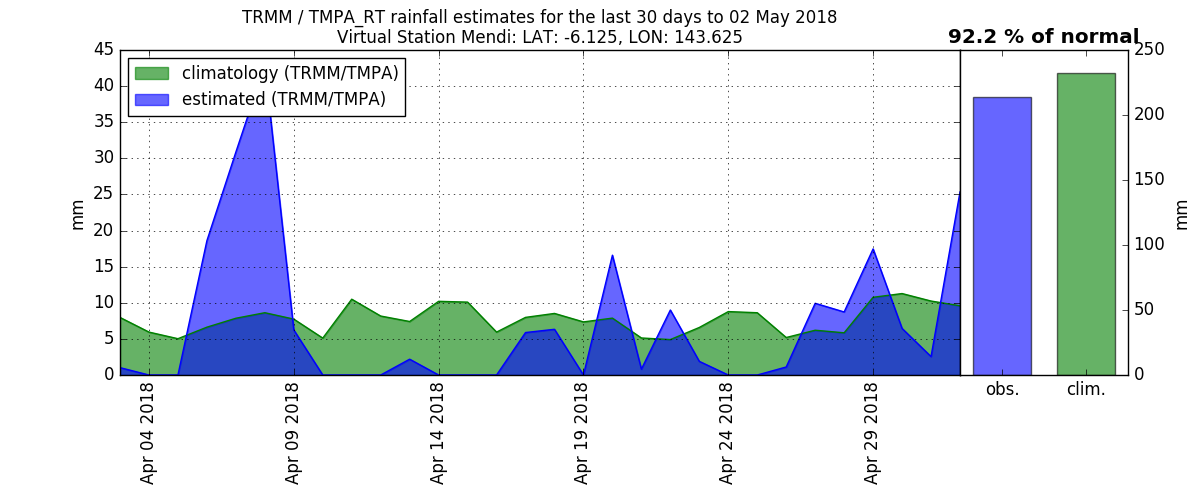 TRMM / TMPA_RT rainfall estimates for the last 30 days to 02 May 2018
Virtual Station Mendi: LAT: -6.125, LON: 143.625
92.2 % of normal
climatology (TRMM/TMPA)
estimated (TRMM/TMPA)
45
40
35
30
25
20
15
10
5
0
mm
Apr 04 2018
Apr 09 2018
Apr 14 2018
Apr 19 2018
Apr 24 2018
Apr 29 2018
obs.
clim.
250
200
150
100
50
0
mm